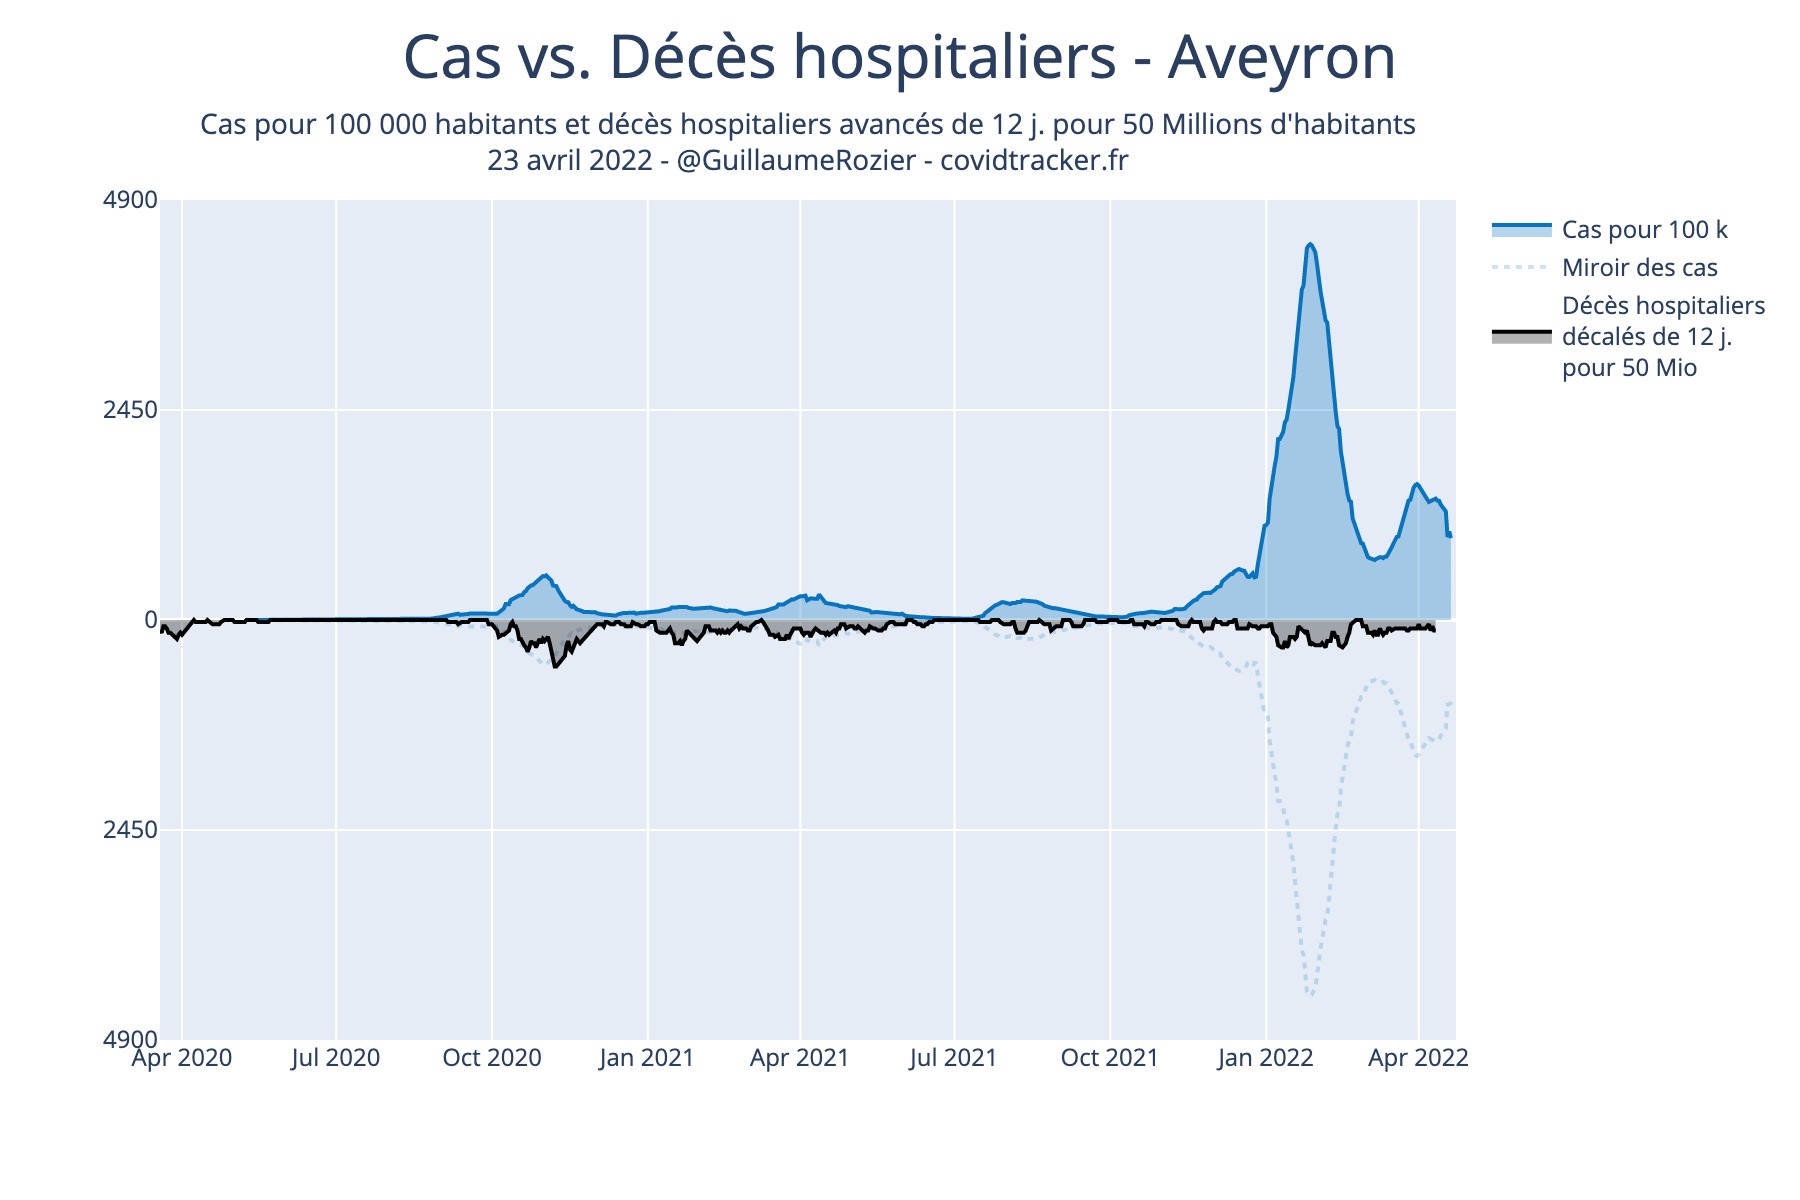 Cas vs. Décès hospitaliers - Aveyron
Cas pour 100 000 habitants et décès hospitaliers avancés de 12 j. pour 50 Millions d'habitants
23 avril 2022 - @GuillaumeRozier - covidtracker.fr
4900
2450
0
2450
4900
Apr 2020
Jul 2020
Oct 2020
Jan 2021
Apr 2021
Jul 2021
Oct 2021
Jan 2022
Apr 2022
Cas pour 100 k
Miroir des cas
Décès hospitaliers
décalés de 12 j.
pour 50 Mio